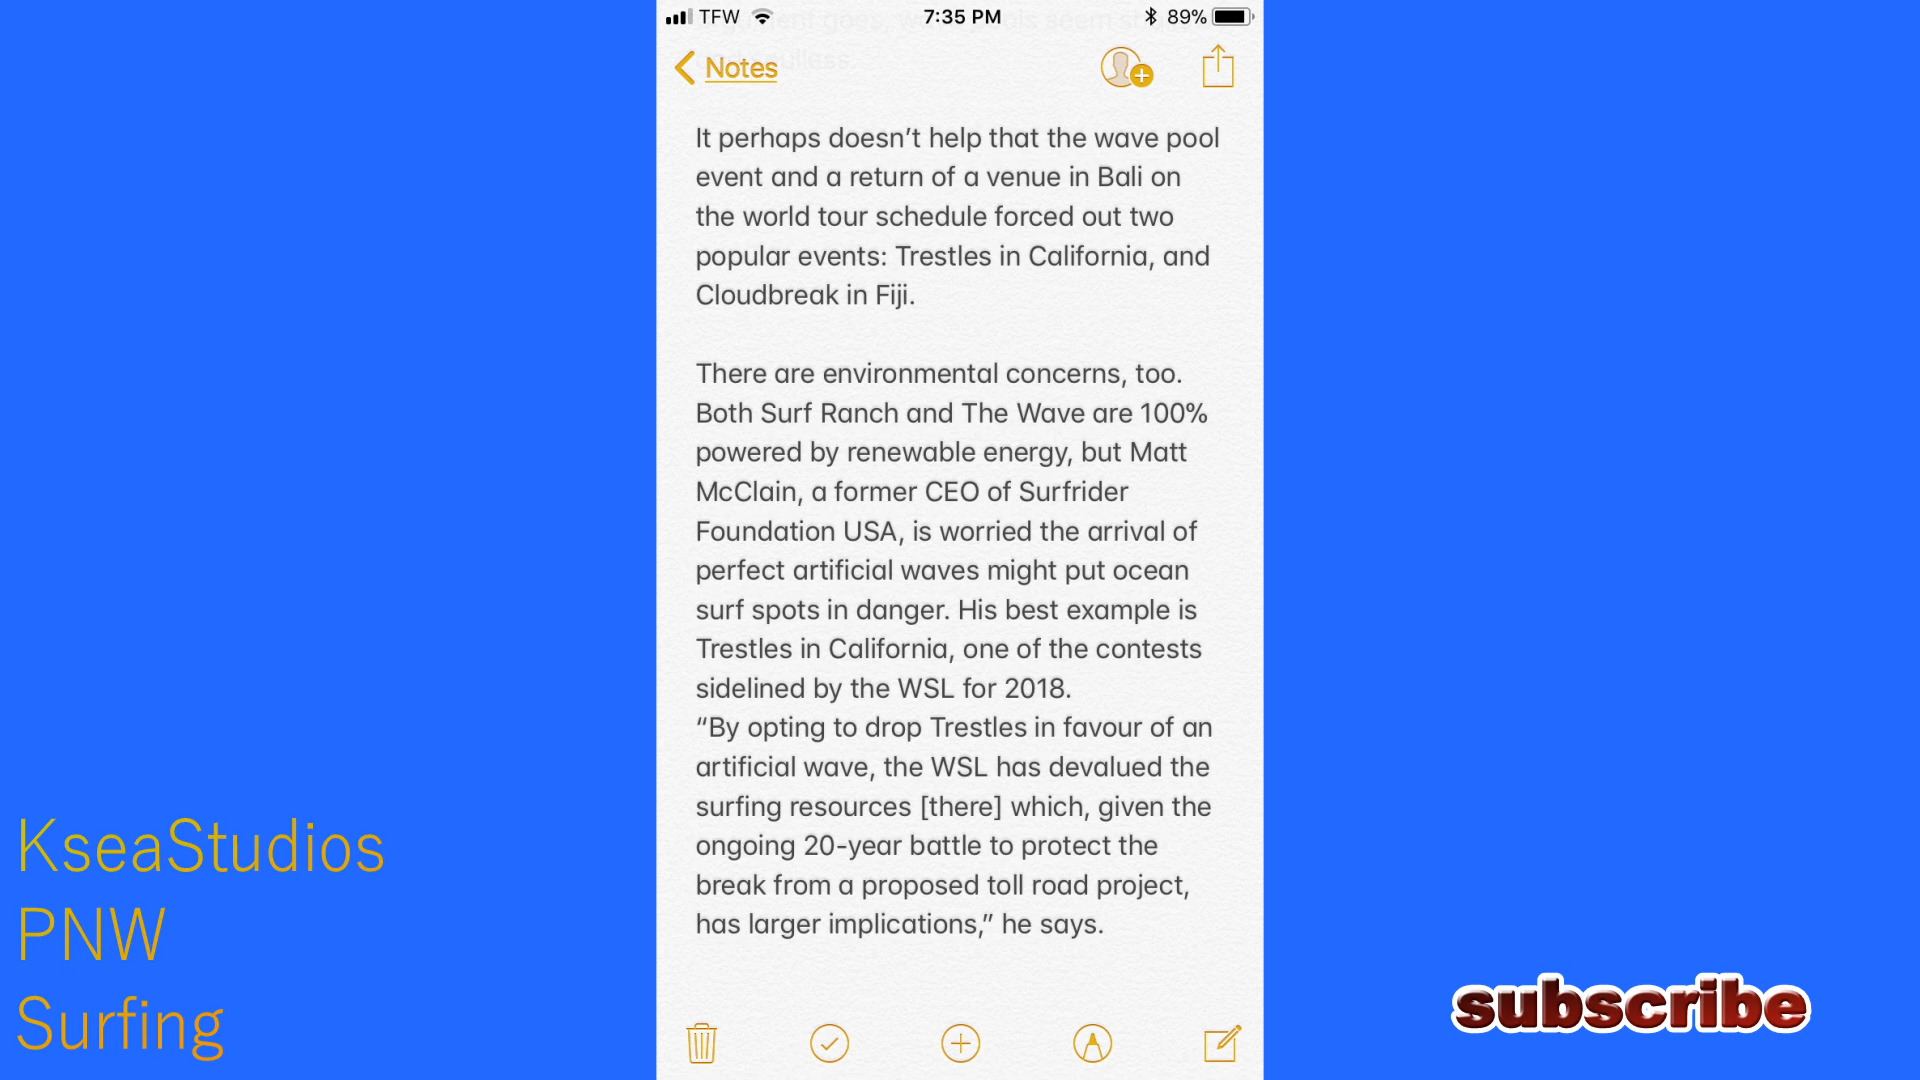 TFW 7:35 PM 89%
Notes
It perhaps doesn’t help that the wave pool
event and a return of a venue in Bali on
the world tour schedule forced out two
popular events: Trestles in California, and
Cloudbreak in Fiji.
There are environmental concerns, too.
Both Surf Ranch and The Wave are 100%
powered by renewable energy, but Matt
McClain, a former CEO of Surfrider
Foundation USA, is worried the arrival of
perfect artificial waves might put ocean
surf spots in danger. His best example is
Trestles in California, one of the contests
sidelined by the WSL for 2018.
“By opting to drop Trestles in favour of an
artificial wave, the WSL has devalued the
surfing resources [there] which, given the
ongoing 20-year battle to protect the
break from a proposed toll road project,
has larger implications,” he says.
KseaStudios
PNW
Surfing
subscribe